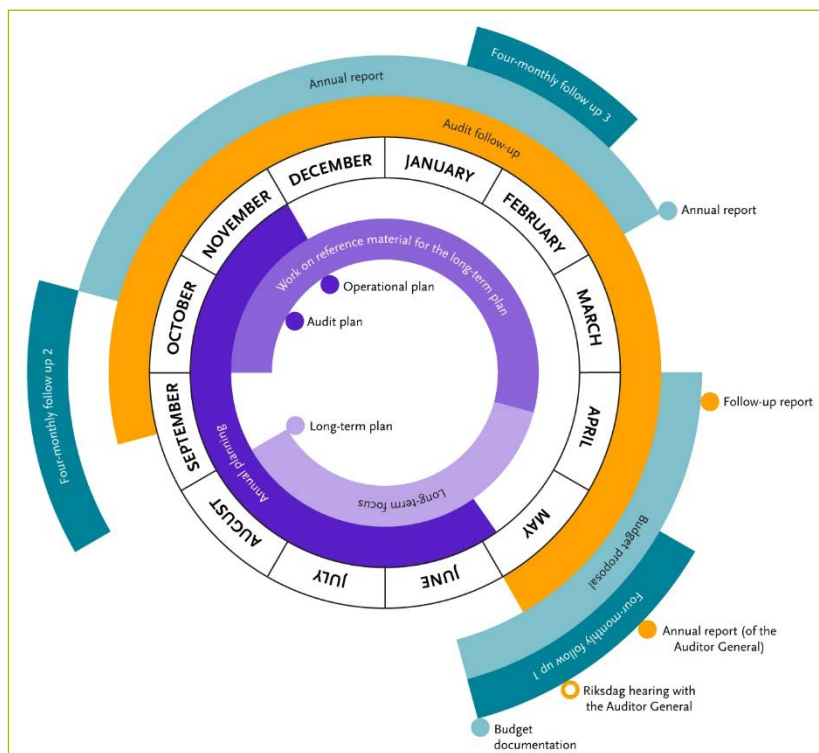 Four-monthly follow up 3
Annual report
Audit follow-up
DECEMBER
JANUARY
NOVEMBER
FEBRUARY
Annual report
Work on reference material for the long-term plan
OCTOBER
Operational plan
MARCH
Audit plan
Four-monthly follow up 2
Follow-up report
Long-term plan
SEPTEMBER
APRIL
Annual planning
Long-term focus
AUGUST
MAY
JULY
JUNE
Budget proposal
Four-monthly follow up 1
Annual report (of the
Auditor General)
Riksdag hearing with
the Auditor General
Budget
documentation